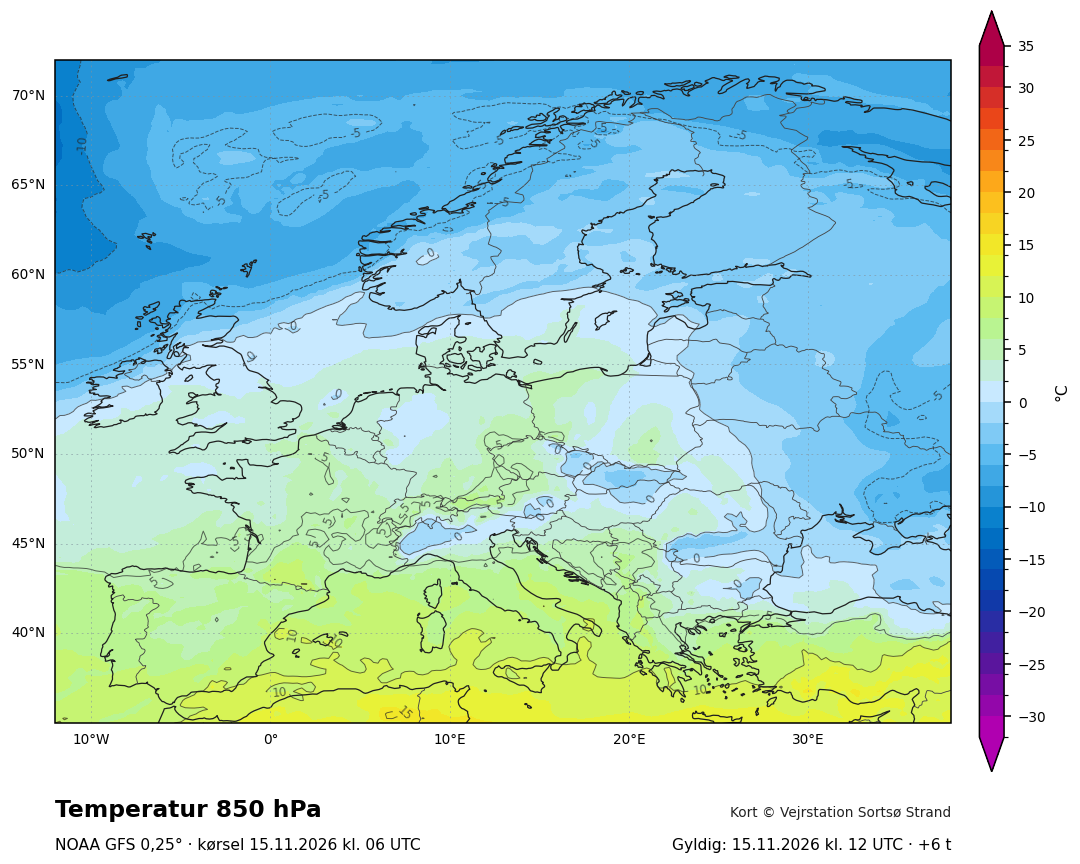 70°N
65°N
60°N
55°N
50°N
45°N
40°N
10°W
0°
10°E
20°E
30°E
35
30
25
20
15
10
5
0
−5
−10
−15
−20
−25
−30
°C
Temperatur 850 hPa
Kort © Vejrstation Sortsø Strand
NOAA GFS 0,25° · kørsel 15.11.2026 kl. 06 UTC
Gyldig: 15.11.2026 kl. 12 UTC · +6 t